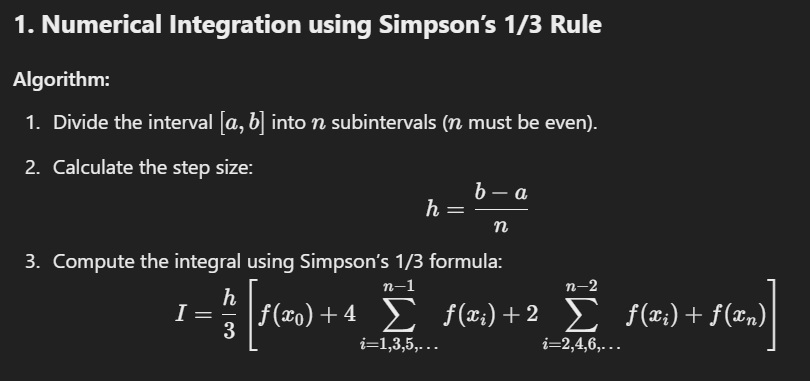 1. Numerical Integration using Simpson's 1/3 Rule
Algorithm:
1. Divide the interval [a, b] into n subintervals (n must be even).
2. Calculate the step size:
h = \frac{b - a}{n}
3. Compute the integral using Simpson's 1/3 formula:
I = \frac{h}{3} \left[ f(x_0) + 4 \sum_{i=1,3,5,\ldots}^{n-1} f(x_i) + 2 \sum_{i=2,4,6,\ldots}^{n-2} f(x_i) + f(x_n) \right]